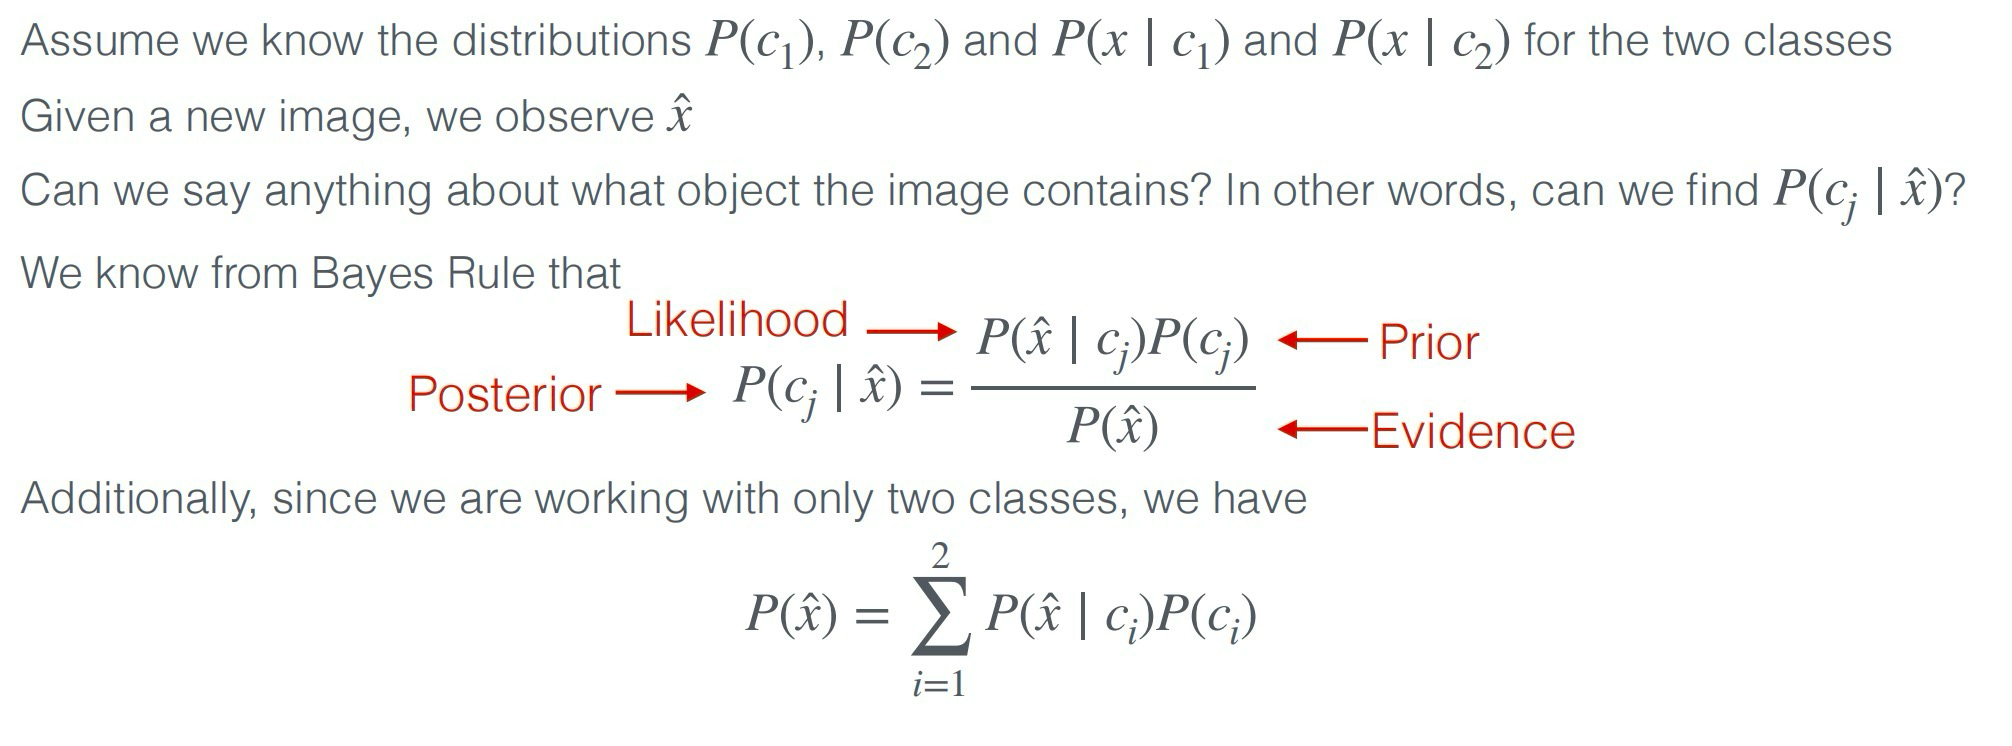 Assume we know the distributions P(c₁), P(c₂) and P(x | c₁) and P(x | c₂) for the two classes
Given a new image, we observe x̂
Can we say anything about what object the image contains? In other words, can we find P(cⱼ | x̂)?
We know from Bayes Rule that
Likelihood → P(x̂ | cⱼ)P(cⱼ) ← Prior
Posterior → P(cⱼ | x̂) =
P(x̂) ← Evidence
Additionally, since we are working with only two classes, we have
2
P(x̂) = ∑ P(x̂ | cᵢ)P(cᵢ)
i=1